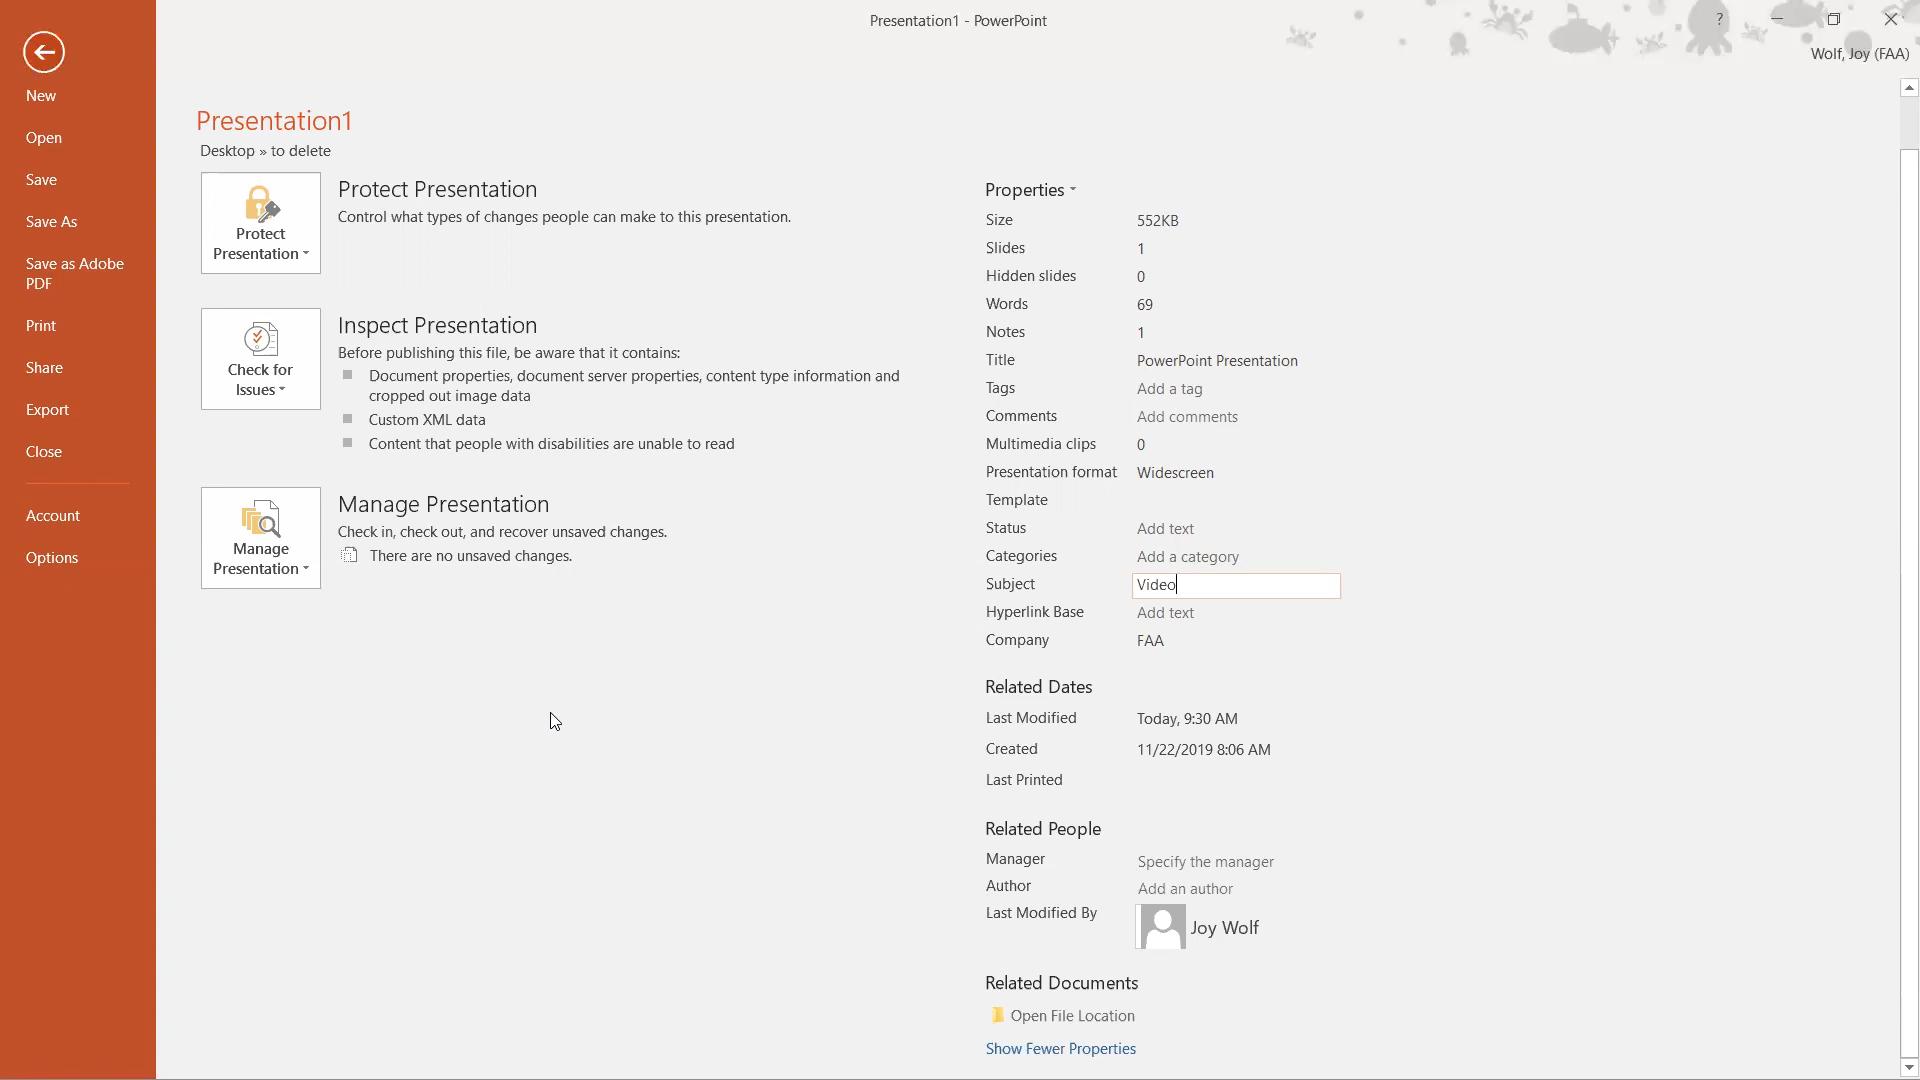 Presentation1 - PowerPoint
?
Wolf, Joy (FAA)
New
Open
Save
Save As
Save as Adobe
PDF
Print
Share
Export
Close
Account
Options
Presentation1
Desktop » to delete
Protect
Presentation
Protect Presentation
Control what types of changes people can make to this presentation.
Check for
Issues
Inspect Presentation
Before publishing this file, be aware that it contains:
Document properties, document server properties, content type information and
cropped out image data
Custom XML data
Content that people with disabilities are unable to read
Manage
Presentation
Manage Presentation
Check in, check out, and recover unsaved changes.
There are no unsaved changes.
Properties
Size 552KB
Slides 1
Hidden slides 0
Words 69
Notes 1
Title PowerPoint Presentation
Tags Add a tag
Comments Add comments
Multimedia clips 0
Presentation format Widescreen
Template
Status Add text
Categories Add a category
Subject Video
Hyperlink Base Add text
Company FAA
Related Dates
Last Modified Today, 9:30 AM
Created 11/22/2019 8:06 AM
Last Printed
Related People
Manager Specify the manager
Author Add an author
Last Modified By Joy Wolf
Related Documents
Open File Location
Show Fewer Properties